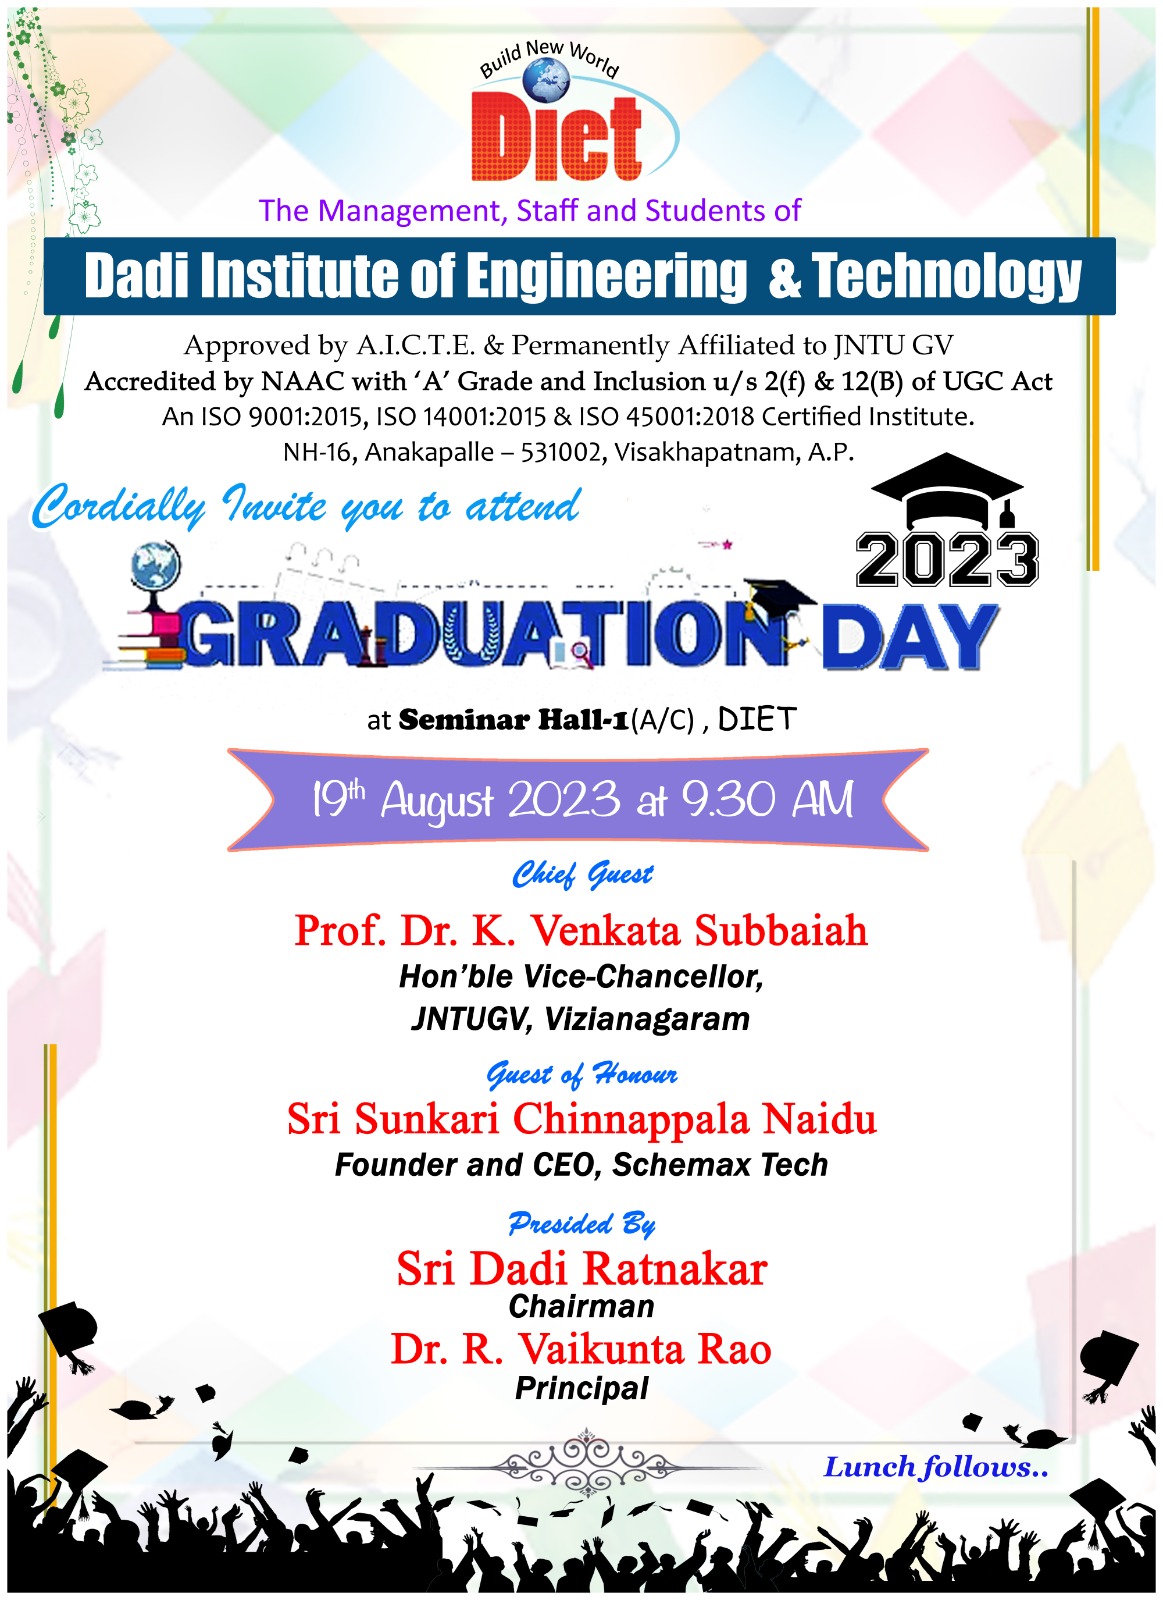 Build New World
Diet
The Management, Staff and Students of
Dadi Institute of Engineering & Technology
Approved by A.I.C.T.E. & Permanently Affiliated to JNTU GV
Accredited by NAAC with ‘A’ Grade and Inclusion u/s 2(f) & 12(B) of UGC Act
An ISO 9001:2015, ISO 14001:2015 & ISO 45001:2018 Certified Institute.
NH-16, Anakapalle – 531002, Visakhapatnam, A.P.
Cordially Invite you to attend
2023
GRADUATION DAY
at Seminar Hall-1(A/C) , DIET
19th August 2023 at 9.30 AM
Chief Guest
Prof. Dr. K. Venkata Subbaiah
Hon’ble Vice-Chancellor,
JNTUGV, Vizianagaram
Guest of Honour
Sri Sunkari Chinnappala Naidu
Founder and CEO, Schemax Tech
Presided By
Sri Dadi Ratnakar
Chairman
Dr. R. Vaikunta Rao
Principal
Lunch follows..